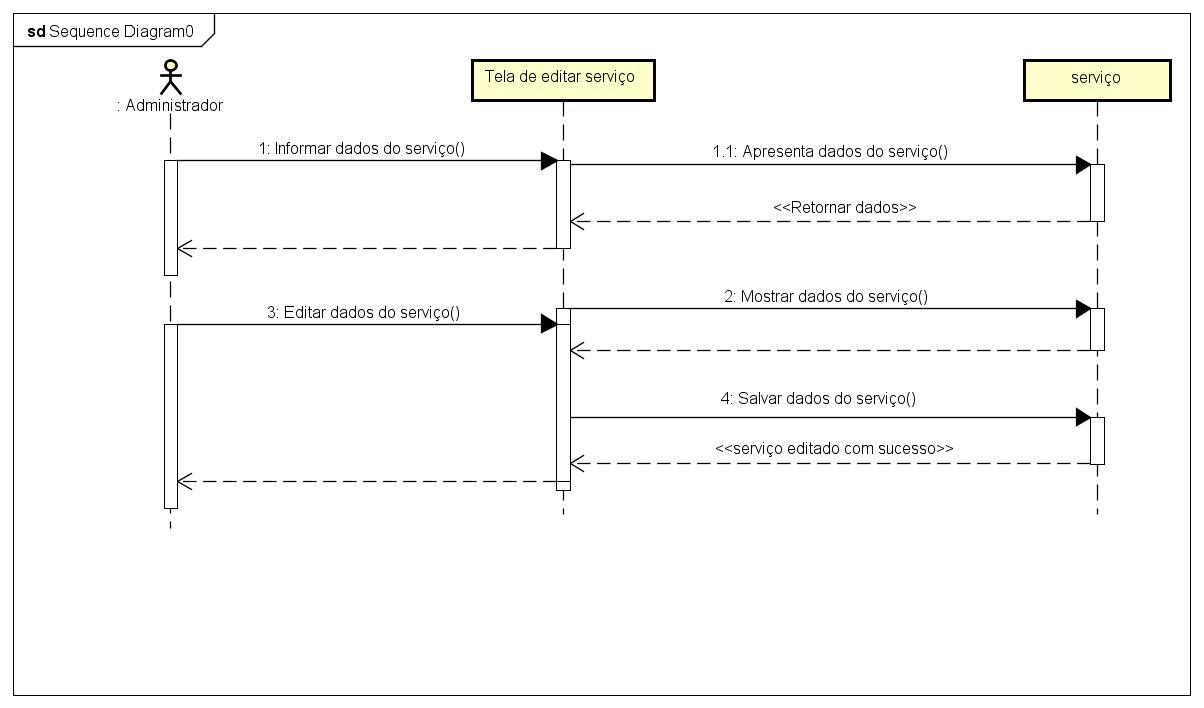 sd Sequence Diagram0
: Administrador
Tela de editar serviço
serviço
1: Informar dados do serviço()
1.1: Apresenta dados do serviço()
<<Retornar dados>>
2: Mostrar dados do serviço()
3: Editar dados do serviço()
4: Salvar dados do serviço()
<<serviço editado com sucesso>>